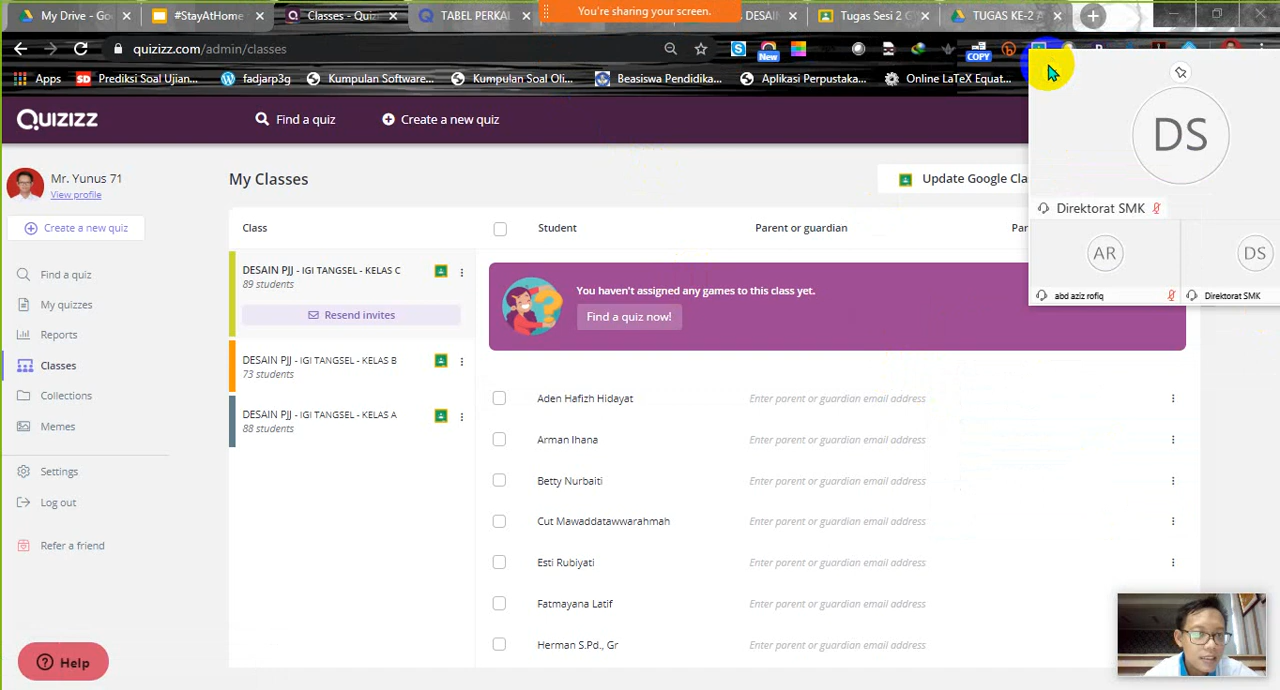 My Drive - Go
#StayAtHome
Classes - Quiz
TABEL PERKAL
You're sharing your screen.
DESAIN
Tugas Sesi 2 G
TUGAS KE-2 A
quizizz.com/admin/classes
New
COPY
Apps
Prediksi Soal Ujian...
fadjarp3g
Kumpulan Software...
Kumpulan Soal Oli...
Beasiswa Pendidika...
Aplikasi Perpustaka...
Online LaTeX Equat...
Quizizz
Find a quiz
Create a new quiz
DS
Direktorat SMK
AR
DS
abd aziz rofiq
Direktorat SMK
Mr. Yunus 71
View profile
Create a new quiz
Find a quiz
My quizzes
Reports
Classes
Collections
Memes
Settings
Log out
Refer a friend
Help
My Classes
Update Google Cla
Class
DESAIN PJJ - IGI TANGSEL - KELAS C
89 students
Resend invites
DESAIN PJJ - IGI TANGSEL - KELAS B
73 students
DESAIN PJJ - IGI TANGSEL - KELAS A
88 students
Student
Parent or guardian
Par
You haven't assigned any games to this class yet.
Find a quiz now!
Aden Hafizh Hidayat
Enter parent or guardian email address
Arman Ihana
Enter parent or guardian email address
Betty Nurbaiti
Enter parent or guardian email address
Cut Mawaddatawwarahmah
Enter parent or guardian email address
Esti Rubiyati
Enter parent or guardian email address
Fatmayana Latif
Enter parent or guardian email address
Herman S.Pd., Gr
Enter parent or guardian email address